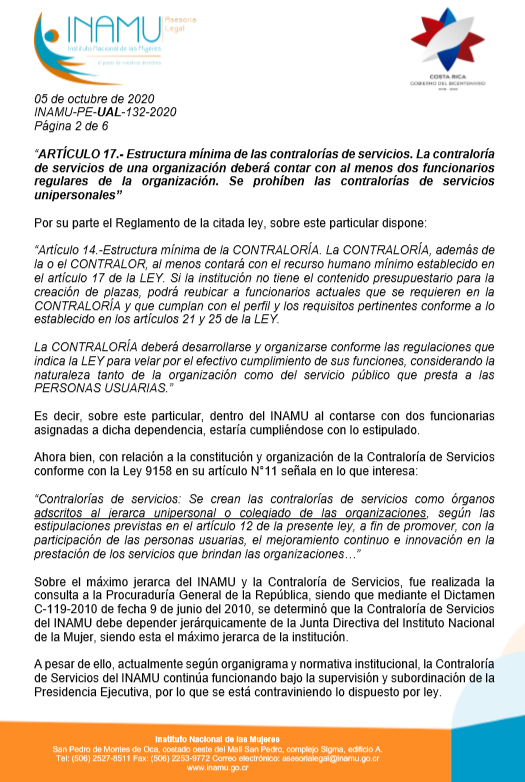 INAMU
Asesoría
Legal
Instituto Nacional de las Mujeres
COSTA RICA
GOBIERNO DEL BICENTENARIO
05 de octubre de 2020
INAMU-PE-UAL-132-2020
Página 2 de 6
“ARTÍCULO 17.- Estructura mínima de las contralorías de servicios. La contraloría
de servicios de una organización deberá contar con al menos dos funcionarios
regulares de la organización. Se prohíben las contralorías de servicios
unipersonales”
Por su parte el Reglamento de la citada ley, sobre este particular dispone:
“Artículo 14.-Estructura mínima de la CONTRALORÍA. La CONTRALORÍA, además de
la o el CONTRALOR, al menos contará con el recurso humano mínimo establecido en
el artículo 17 de la LEY. Si la institución no tiene el contenido presupuestario para la
creación de plazas, podrá reubicar a funcionarios actuales que se requieren en la
CONTRALORÍA y que cumplan con el perfil y los requisitos pertinentes conforme a lo
establecido en los artículos 21 y 25 de la LEY.
La CONTRALORÍA deberá desarrollarse y organizarse conforme las regulaciones que
indica la LEY para velar por el efectivo cumplimiento de sus funciones, considerando la
naturaleza tanto de la organización como del servicio público que presta a las
PERSONAS USUARIAS.”
Es decir, sobre este particular, dentro del INAMU al contarse con dos funcionarias
asignadas a dicha dependencia, estaría cumpliéndose con lo estipulado.
Ahora bien, con relación a la constitución y organización de la Contraloría de Servicios
conforme con la Ley 9158 en su artículo N°11 señala en lo que interesa:
“Contralorías de servicios: Se crean las contralorías de servicios como órganos
adscritos al jerarca unipersonal o colegiado de las organizaciones, según las
estipulaciones previstas en el artículo 12 de la presente ley, a fin de promover, con la
participación de las personas usuarias, el mejoramiento continuo e innovación en la
prestación de los servicios que brindan las organizaciones…”
Sobre el máximo jerarca del INAMU y la Contraloría de Servicios, fue realizada la
consulta a la Procuraduría General de la República, siendo que mediante el Dictamen
C-119-2010 de fecha 9 de junio del 2010, se determinó que la Contraloría de Servicios
del INAMU debe depender jerárquicamente de la Junta Directiva del Instituto Nacional
de la Mujer, siendo esta el máximo jerarca de la institución.
A pesar de ello, actualmente según organigrama y normativa institucional, la Contraloría
de Servicios del INAMU continúa funcionando bajo la supervisión y subordinación de la
Presidencia Ejecutiva, por lo que se está contraviniendo lo dispuesto por ley.
Instituto Nacional de las Mujeres
San Pedro de Montes de Oca, costado oeste del Mall San Pedro, complejo Sigma, edificio A.
Tel: (506) 2527-8511 Fax: (506) 2253-9772 Correo electrónico: asesorialegal@inamu.go.cr
www.inamu.go.cr